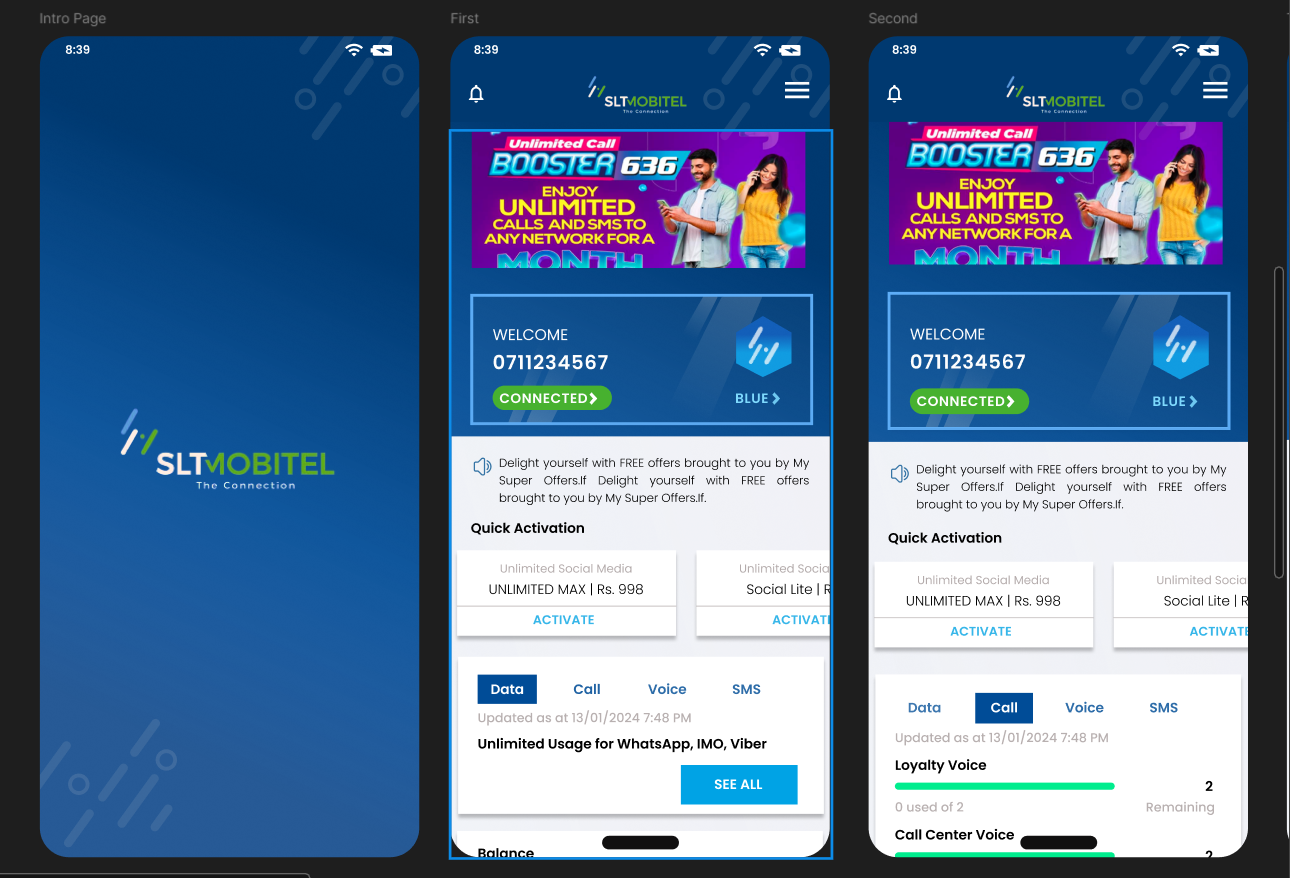 Intro Page
8:39
SLTMOBITEL
The Connection
First
8:39
SLTMOBITEL
The Connection
Unlimited Call
BOOSTER 636
ENJOY
UNLIMITED
CALLS AND SMS TO
ANY NETWORK FOR A
MONTH
WELCOME
0711234567
CONNECTED
BLUE
Delight yourself with FREE offers brought to you by My
Super Offers.If Delight yourself with FREE offers
brought to you by My Super Offers.If.
Quick Activation
Unlimited Social Media
UNLIMITED MAX | Rs. 998
ACTIVATE
Unlimited Socia
Social Lite | R
ACTIVATE
Data Call Voice SMS
Updated as at 13/01/2024 7:48 PM
Unlimited Usage for WhatsApp, IMO, Viber
SEE ALL
Balance
Second
8:39
SLTMOBITEL
The Connection
Unlimited Call
BOOSTER 636
ENJOY
UNLIMITED
CALLS AND SMS TO
ANY NETWORK FOR A
MONTH
WELCOME
0711234567
CONNECTED
BLUE
Delight yourself with FREE offers brought to you by My
Super Offers.If Delight yourself with FREE offers
brought to you by My Super Offers.If.
Quick Activation
Unlimited Social Media
UNLIMITED MAX | Rs. 998
ACTIVATE
Unlimited Socia
Social Lite | R
ACTIVATE
Data Call Voice SMS
Updated as at 13/01/2024 7:48 PM
Loyalty Voice
2
0 used of 2 Remaining
Call Center Voice
2